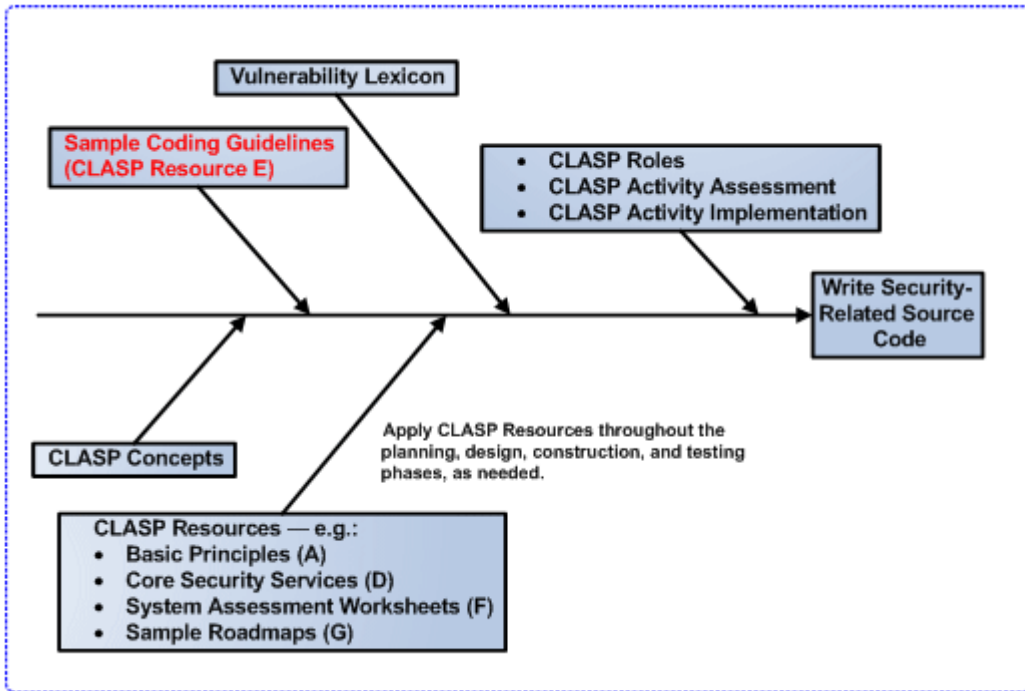 Vulnerability Lexicon
Sample Coding Guidelines
(CLASP Resource E)
• CLASP Roles
• CLASP Activity Assessment
• CLASP Activity Implementation
Write Security-
Related Source
Code
CLASP Concepts
Apply CLASP Resources throughout the
planning, design, construction, and testing
phases, as needed.
CLASP Resources — e.g.:
• Basic Principles (A)
• Core Security Services (D)
• System Assessment Worksheets (F)
• Sample Roadmaps (G)